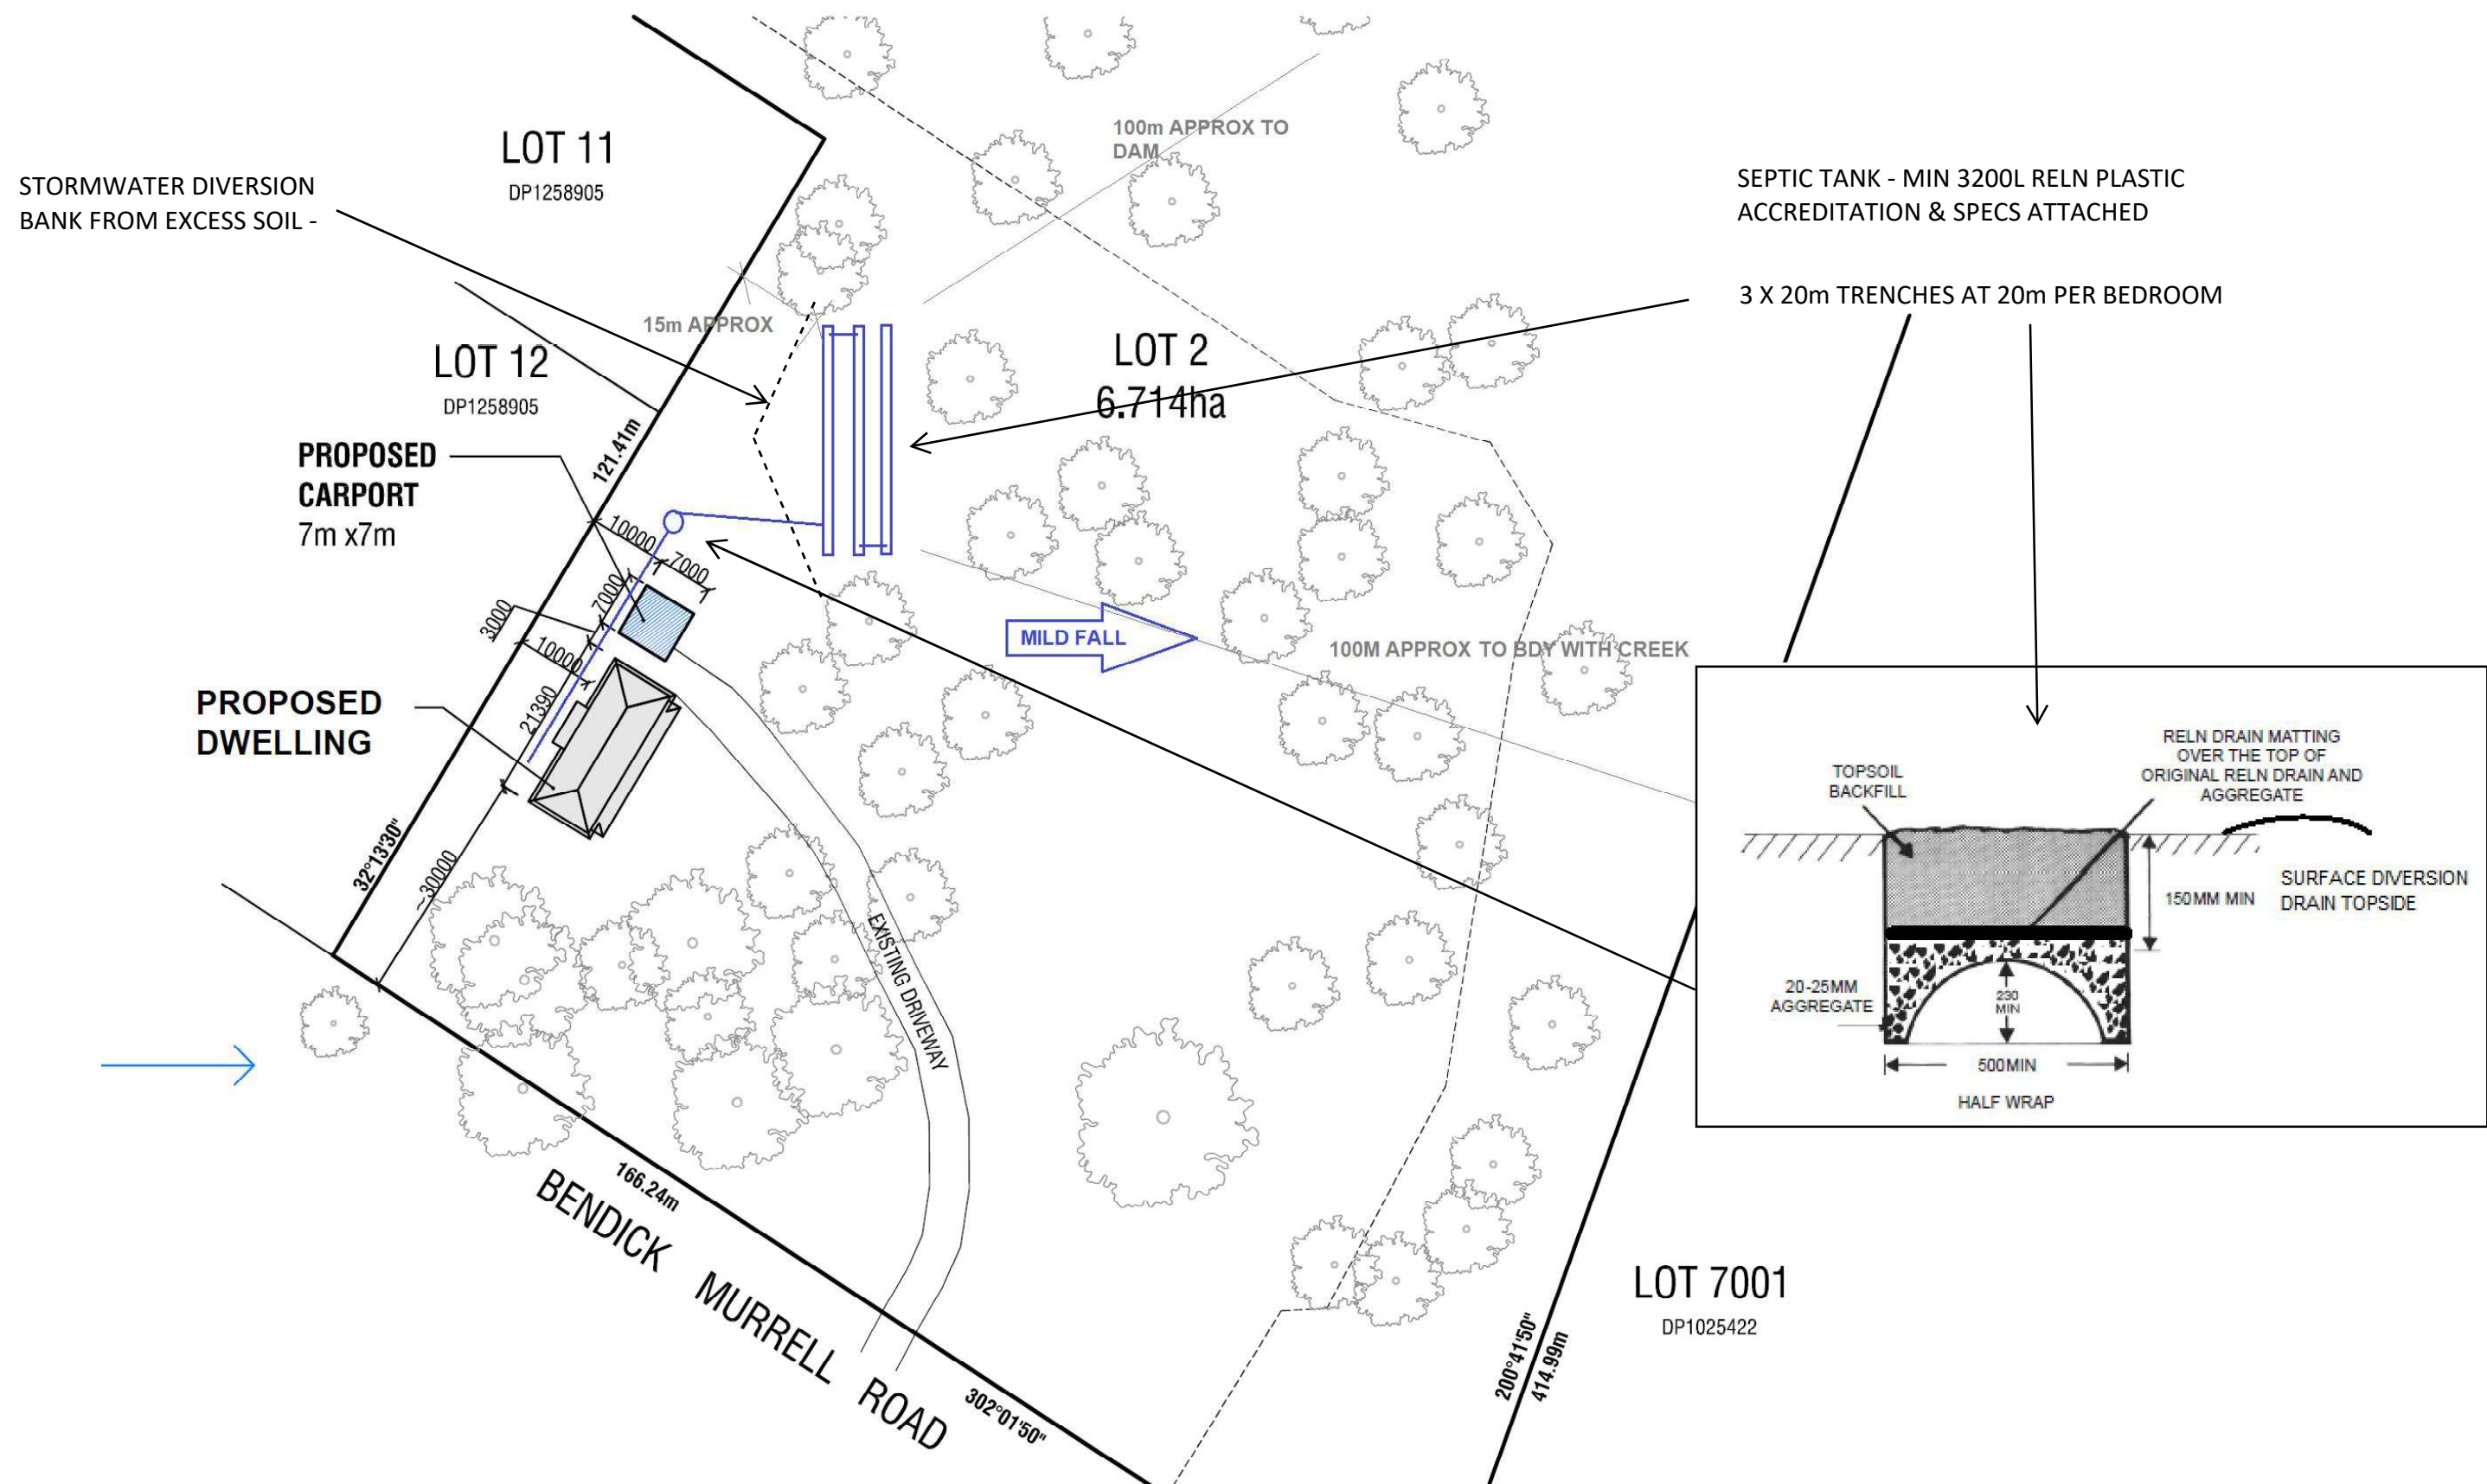 LOT 11
DP1258905
STORMWATER DIVERSION
BANK FROM EXCESS SOIL -
100m APPROX TO
DAM
SEPTIC TANK - MIN 3200L RELN PLASTIC
ACCREDITATION & SPECS ATTACHED
3 X 20m TRENCHES AT 20m PER BEDROOM
15m APPROX
LOT 12
DP1258905
LOT 2
6.714ha
121.41m
PROPOSED
CARPORT
7m x7m
10000
7000
7000
3000
10000
21390
MILD FALL
100M APPROX TO BDY WITH CREEK
PROPOSED
DWELLING
32°13'30"
~30000
EXISTING DRIVEWAY
RELN DRAIN MATTING
OVER THE TOP OF
ORIGINAL RELN DRAIN AND
AGGREGATE
TOPSOIL
BACKFILL
150MM MIN
SURFACE DIVERSION
DRAIN TOPSIDE
20-25MM
AGGREGATE
230
MIN
500MIN
HALF WRAP
166.24m
BENDICK MURRELL ROAD
302°01'50"
200°41'50"
414.99m
LOT 7001
DP1025422